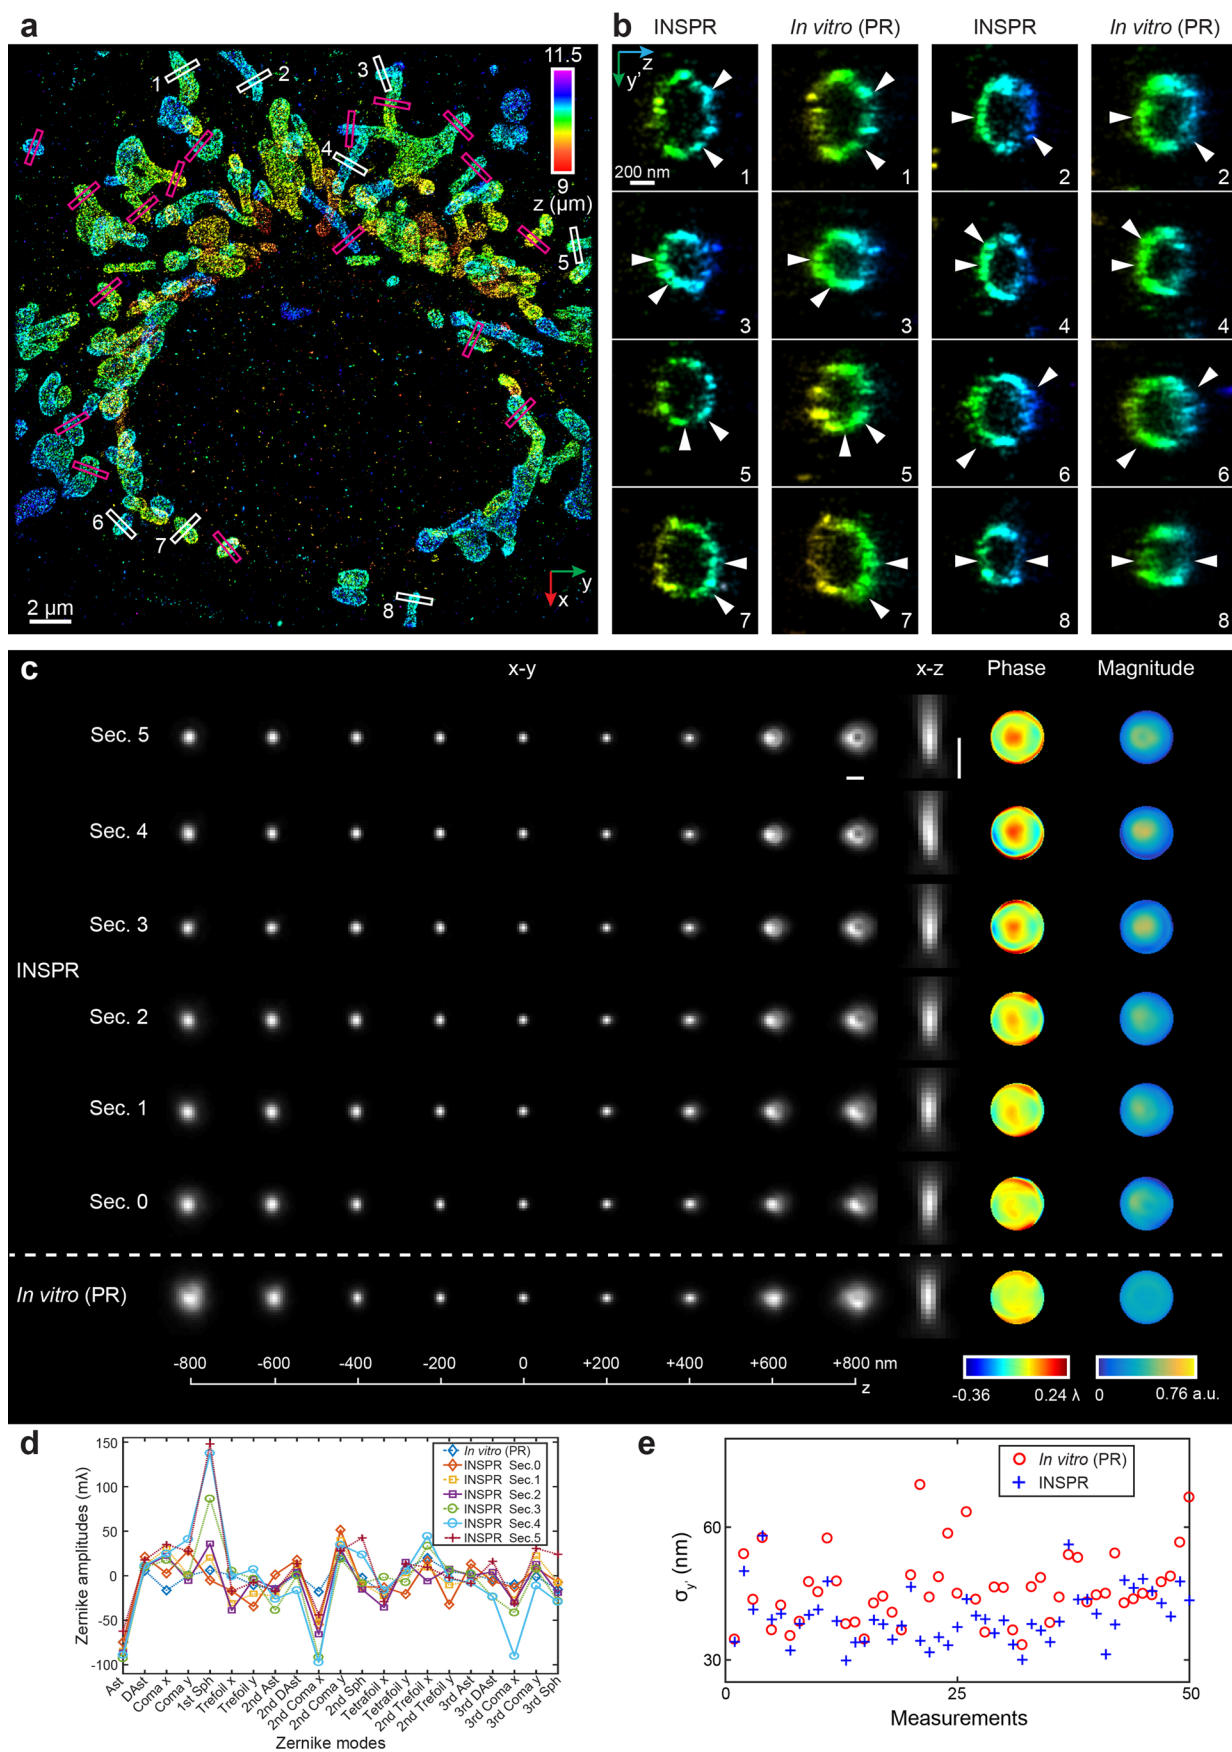 a
11.5
9
z (µm)
1
2
3
4
5
6
7
8
2 µm
y
x
b
INSPR
In vitro (PR)
INSPR
In vitro (PR)
z
y'
200 nm
1
1
2
2
3
3
4
4
5
5
6
6
7
7
8
8
c
x-y
x-z
Phase
Magnitude
Sec. 5
Sec. 4
Sec. 3
INSPR
Sec. 2
Sec. 1
Sec. 0
In vitro (PR)
-800
-600
-400
-200
0
+200
+400
+600
+800 nm
z
-0.36
0.24 λ
0
0.76 a.u.
d
Zernike amplitudes (mλ)
150
100
50
0
-50
-100
In vitro (PR)
INSPR Sec.0
INSPR Sec.1
INSPR Sec.2
INSPR Sec.3
INSPR Sec.4
INSPR Sec.5
Ast
DAst
Coma x
Coma y
1st Sph
Trefoil x
Trefoil y
2nd Ast
2nd DAst
2nd Coma x
2nd Coma y
2nd Sph
Tetrafoil x
Tetrafoil y
2nd Trefoil x
2nd Trefoil y
3rd Ast
3rd DAst
3rd Coma x
3rd Coma y
3rd Sph
Zernike modes
e
In vitro (PR)
INSPR
σy' (nm)
60
30
0
25
50
Measurements